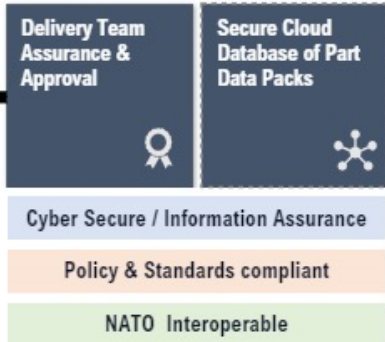 Delivery Team
Assurance &
Approval
Secure Cloud
Database of Part
Data Packs
Cyber Secure / Information Assurance
Policy & Standards compliant
NATO Interoperable